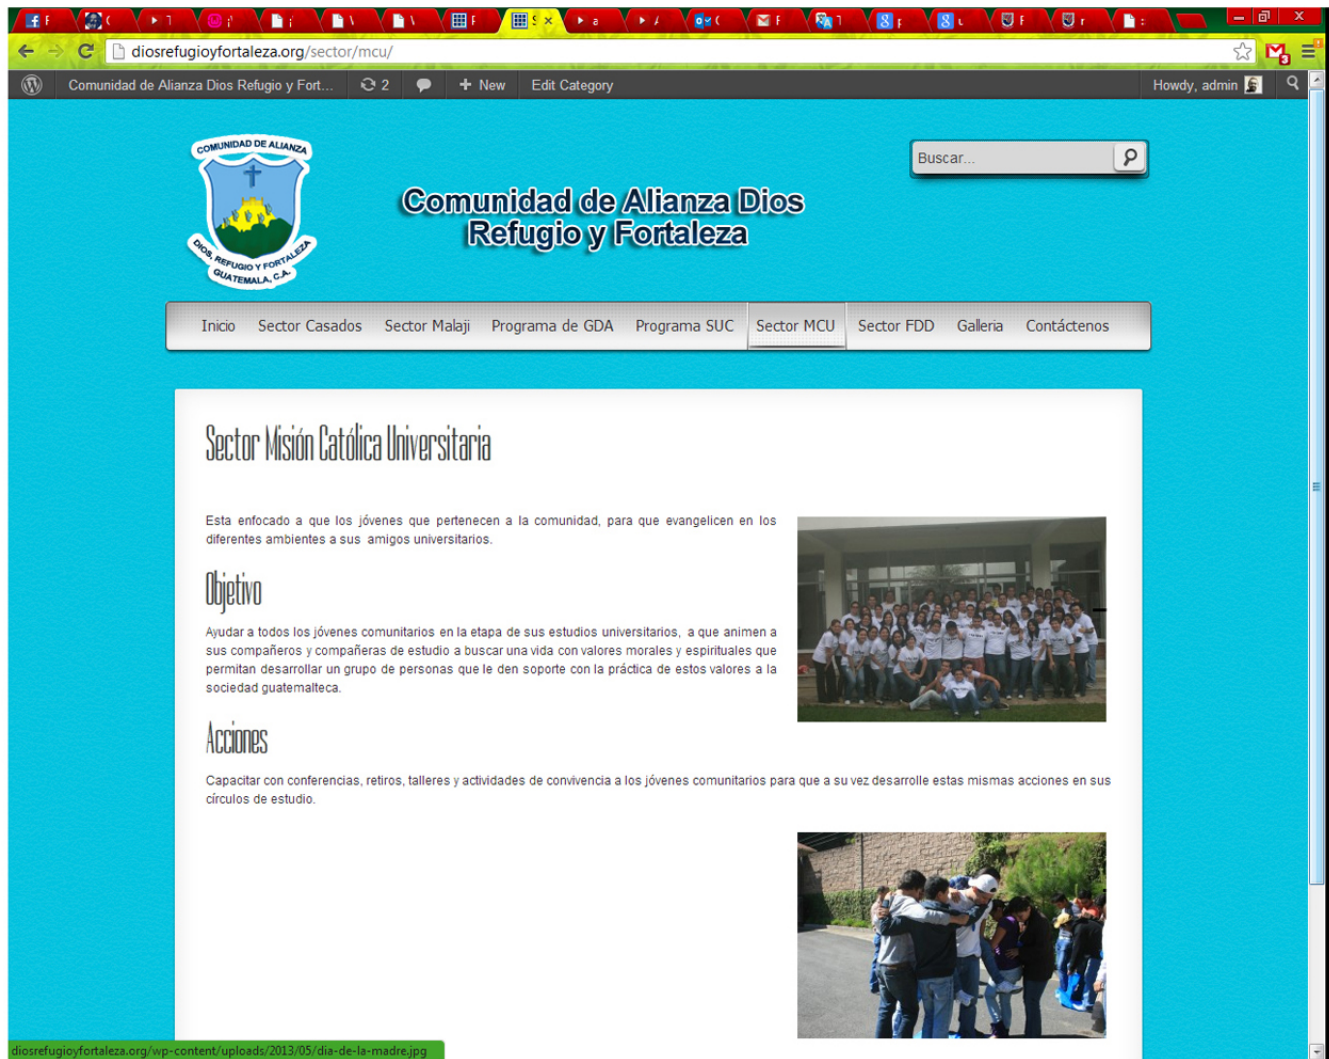 diosrefugioyfortaleza.org/sector/mcu/
Comunidad de Alianza Dios Refugio y Fort... 2 + New Edit Category Howdy, admin
COMUNIDAD DE ALIANZA
DIOS, REFUGIO Y FORTALEZA
GUATEMALA, C.A.
Buscar...
Comunidad de Alianza Dios
Refugio y Fortaleza
Inicio Sector Casados Sector Malaji Programa de GDA Programa SUC Sector MCU Sector FDD Galleria Contáctenos
Sector Misión Católica Universitaria
Esta enfocado a que los jóvenes que pertenecen a la comunidad, para que evangelicen en los
diferentes ambientes a sus amigos universitarios.
Objetivo
Ayudar a todos los jóvenes comunitarios en la etapa de sus estudios universitarios, a que animen a
sus compañeros y compañeras de estudio a buscar una vida con valores morales y espirituales que
permitan desarrollar un grupo de personas que le den soporte con la práctica de estos valores a la
sociedad guatemalteca.
Acciones
Capacitar con conferencias, retiros, talleres y actividades de convivencia a los jóvenes comunitarios para que a su vez desarrolle estas mismas acciones en sus
círculos de estudio.
diosrefugioyfortaleza.org/wp-content/uploads/2013/05/dia-de-la-madre.jpg